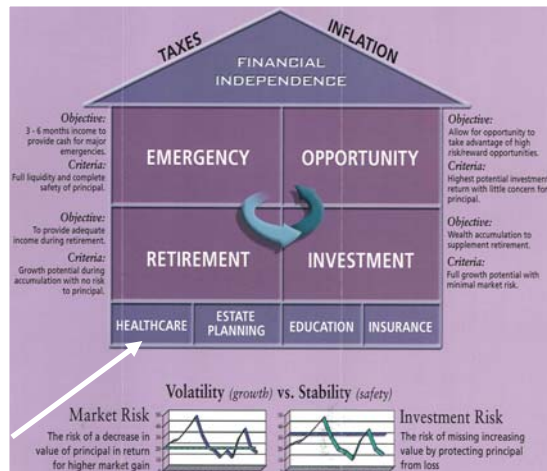 TAXES
INFLATION
FINANCIAL
INDEPENDENCE
Objective:
3 - 6 months income to
provide cash for major
emergencies.
Criteria:
Full liquidity and complete
safety of principal.
EMERGENCY
OPPORTUNITY
Objective:
Allow for opportunity to
take advantage of high
risk/reward opportunities.
Criteria:
Highest potential investment
return with little concern for
principal.
Objective:
To provide adequate
income during retirement.
Criteria:
Growth potential during
accumulation with no risk
to principal.
RETIREMENT
INVESTMENT
Objective:
Wealth accumulation to
supplement retirement.
Criteria:
Full growth potential with
minimal market risk.
HEALTHCARE
ESTATE
PLANNING
EDUCATION
INSURANCE
Volatility (growth) vs. Stability (safety)
Market Risk
The risk of a decrease in
value of principal in return
for higher market gain
Investment Risk
The risk of missing increasing
value by protecting principal
from loss